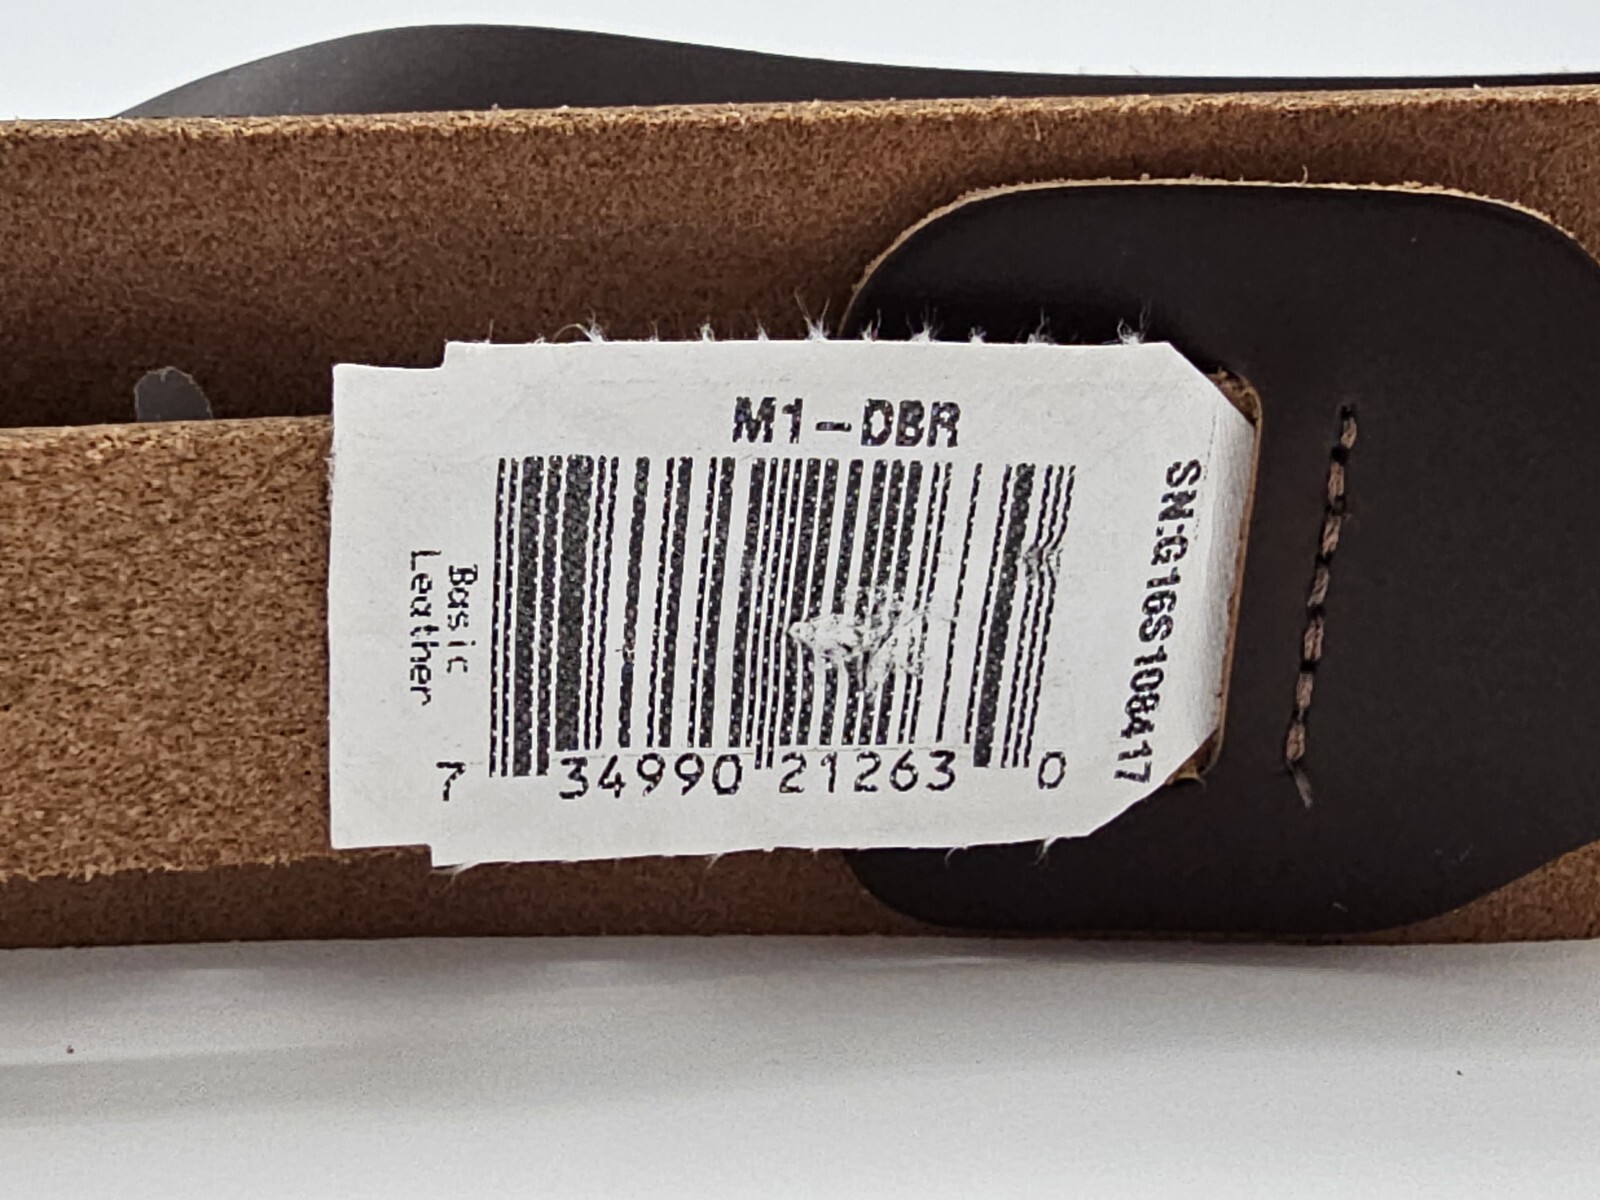 M1-DBR
7 34990 21263 0
Basic
Leather
SN:G16S108417